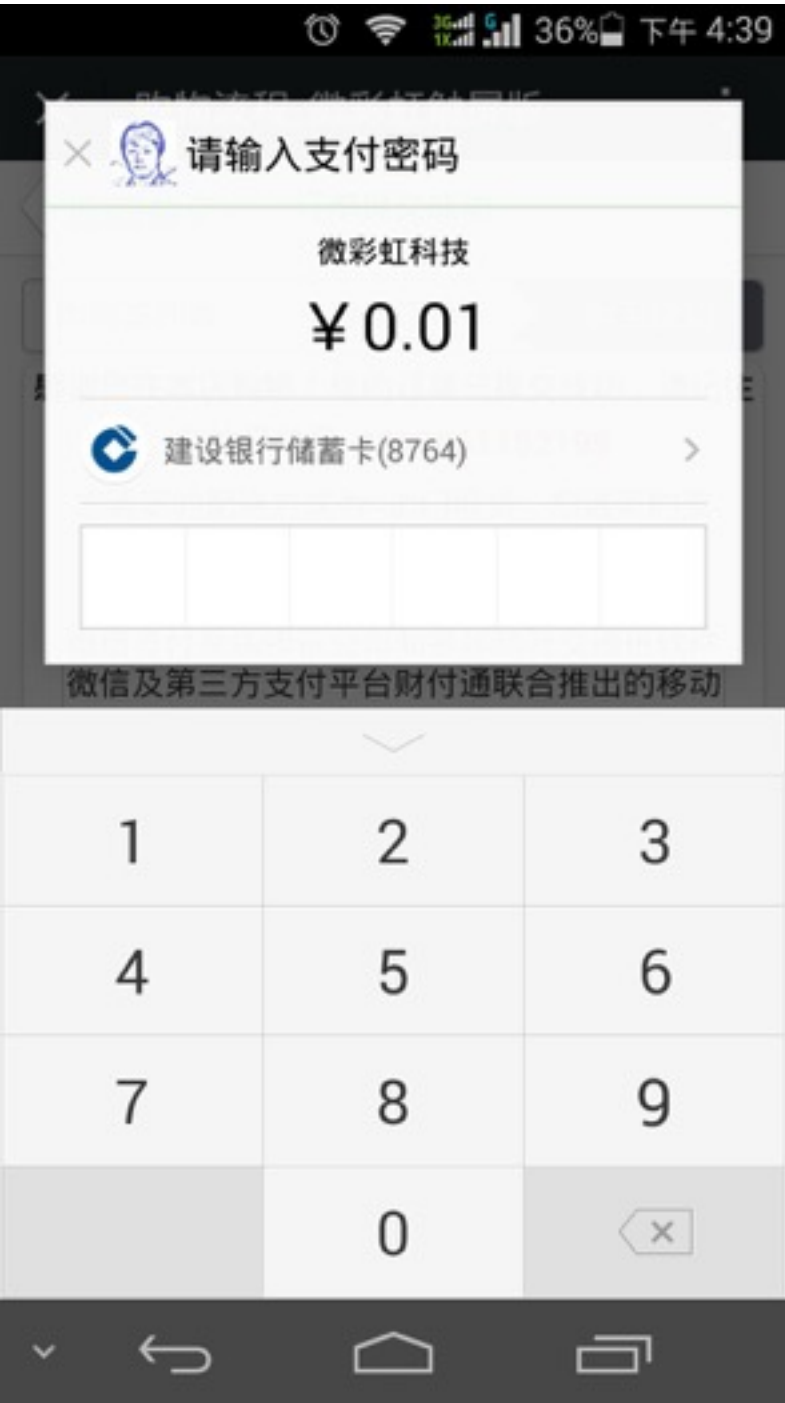 3G
1X
G
36%
下午 4:39
请输入支付密码
微彩虹科技
￥0.01
建设银行储蓄卡(8764)
微信及第三方支付平台财付通联合推出的移动
1 2 3
4 5 6
7 8 9
0